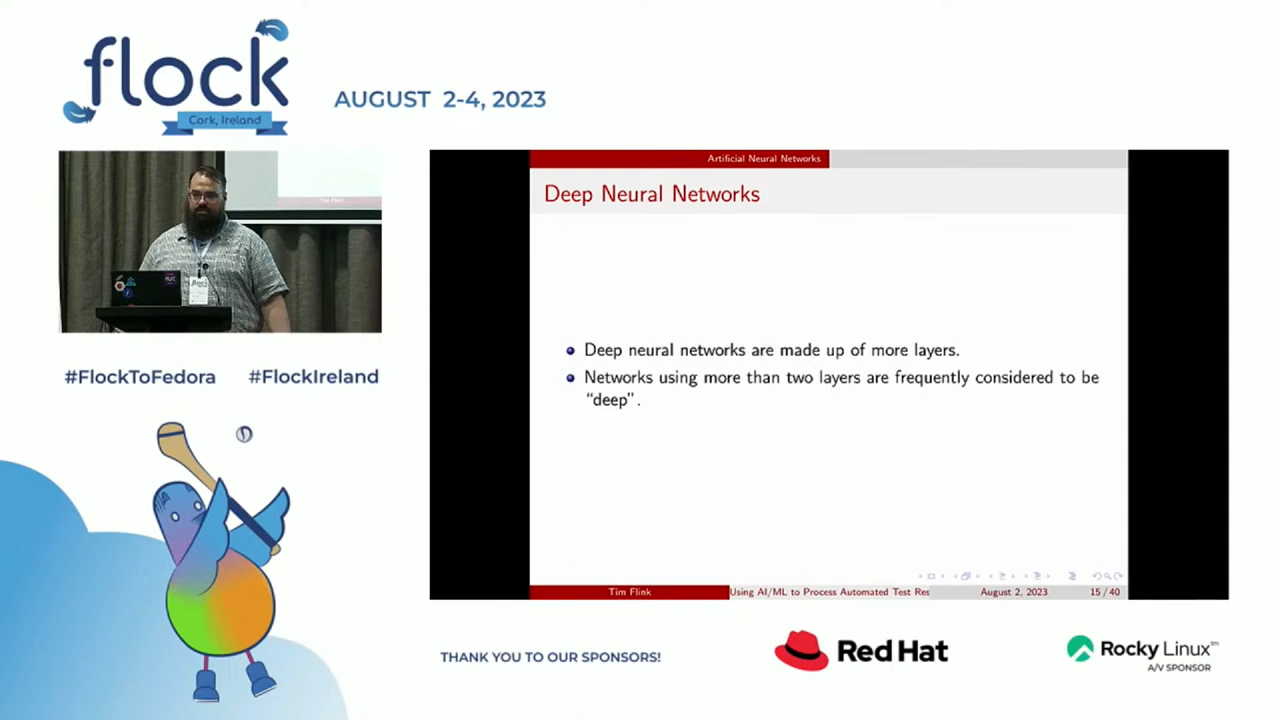 flock
Cork, Ireland
AUGUST 2-4, 2023
#FlockToFedora #FlockIreland
Artificial Neural Networks
Deep Neural Networks
Deep neural networks are made up of more layers.
Networks using more than two layers are frequently considered to be
“deep”.
Tim Flink Using AI/ML to Process Automated Test Res August 2, 2023 15 / 40
THANK YOU TO OUR SPONSORS!
Red Hat
Rocky Linux™
A/V SPONSOR